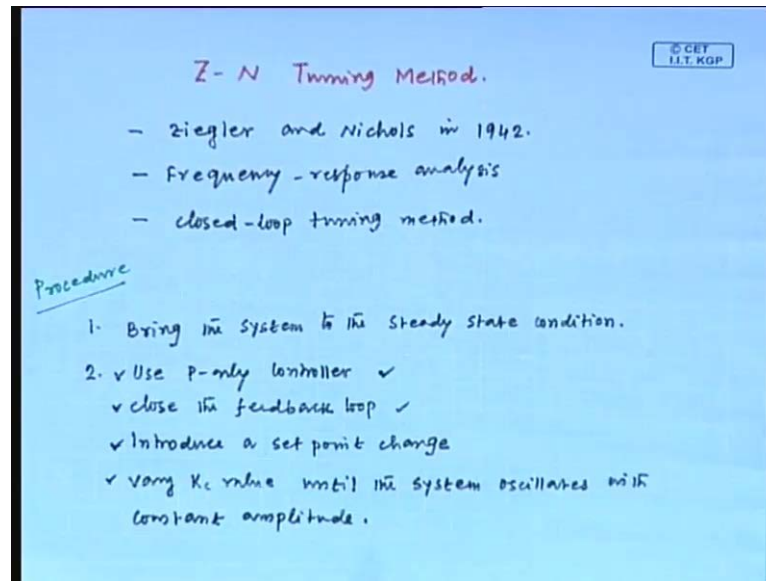 © CET
I.I.T. KGP
Z-N Tunning Method.
- Ziegler and Nichols in 1942.
- Frequency-response analysis
- closed-loop tunning method.
Procedure
1. Bring the system to the steady state condition.
2. ✓ Use P-only controller ✓
✓ close the feedback loop ✓
✓ Introduce a set point change
✓ vary Kc value until the system oscillates with
constant amplitude.